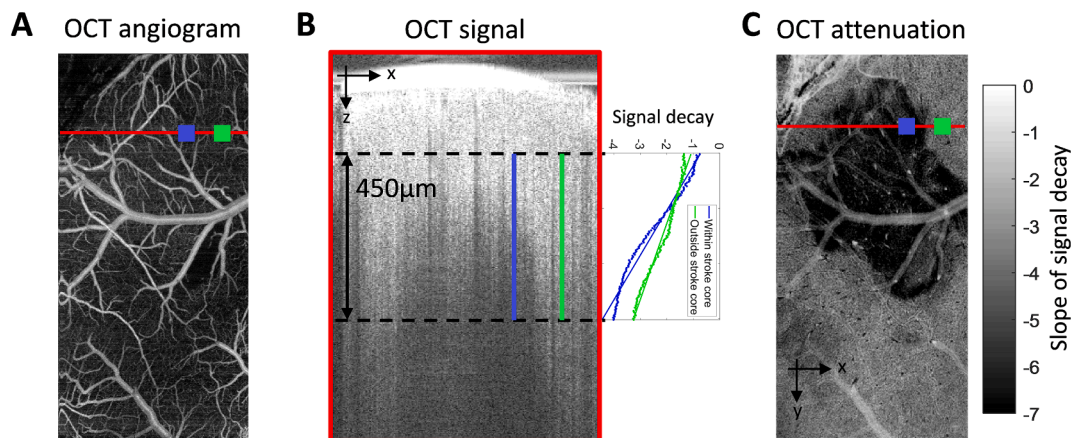 A OCT angiogram
B OCT signal
x
z
450µm
Signal decay
-4 -3 -2 -1 0
Within stroke core
Outside stroke core
C OCT attenuation
x
y
0
-1
-2
-3
-4
-5
-6
-7
Slope of signal decay